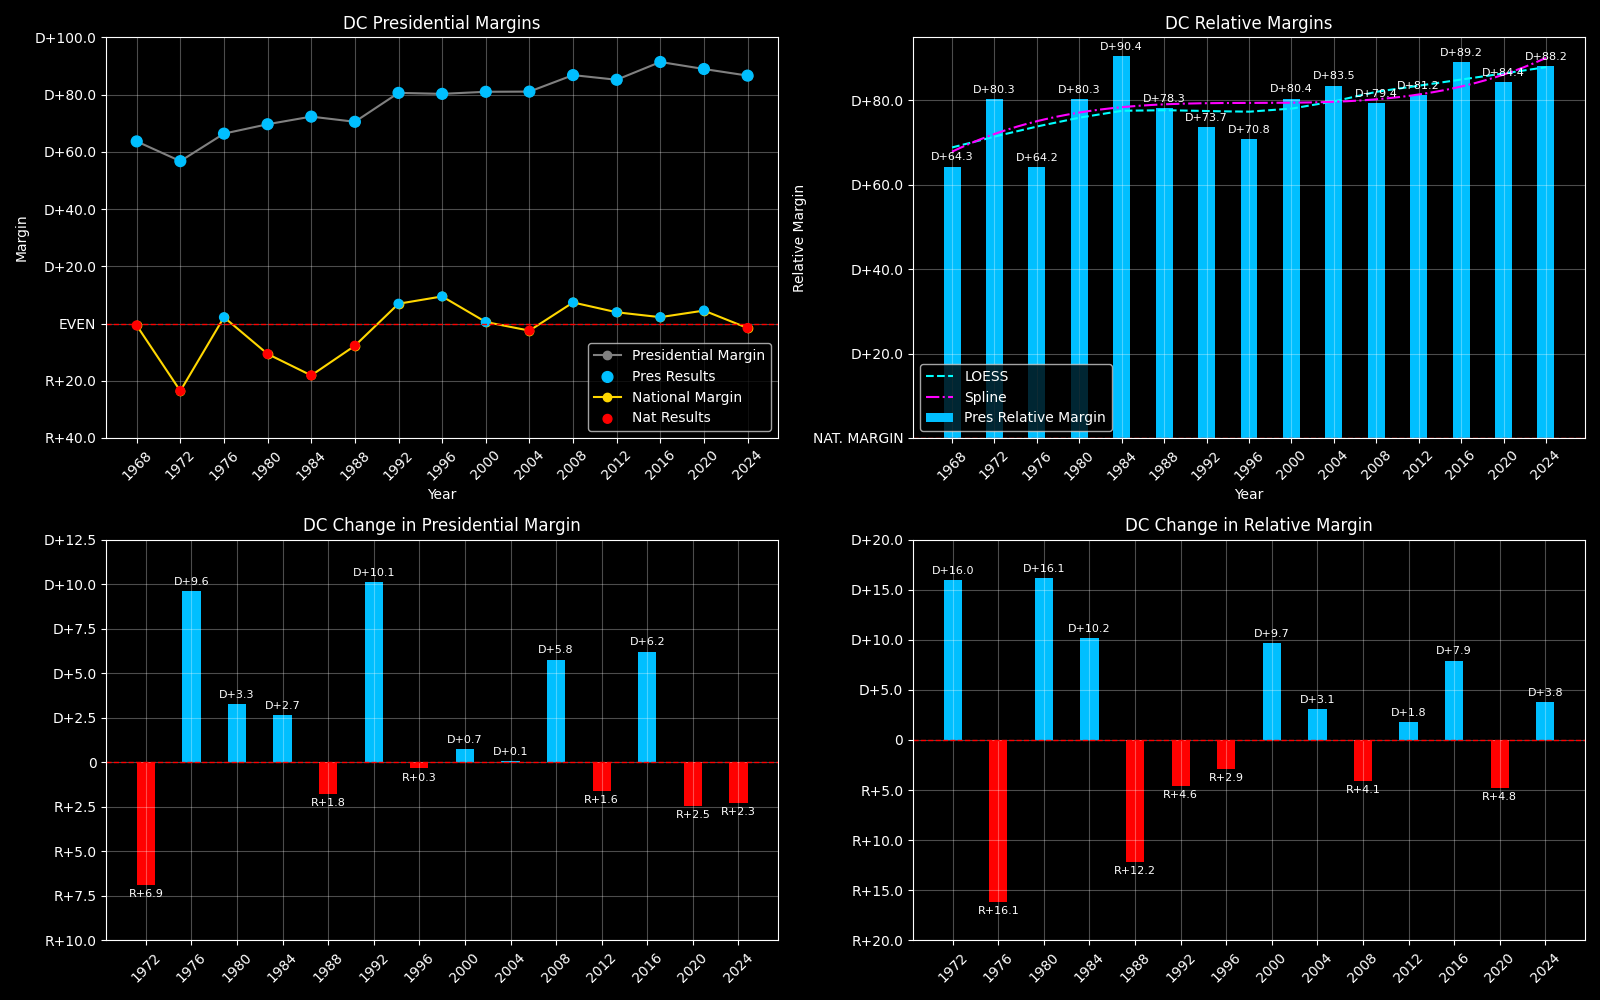 DC Presidential Margins
D+100.0
D+80.0
D+60.0
D+40.0
D+20.0
EVEN
R+20.0
R+40.0
Margin
Presidential Margin
Pres Results
National Margin
Nat Results
1968 1972 1976 1980 1984 1988 1992 1996 2000 2004 2008 2012 2016 2020 2024
Year
DC Relative Margins
D+80.0
D+60.0
D+40.0
D+20.0
NAT. MARGIN
Relative Margin
D+64.3 D+80.3 D+64.2 D+80.3 D+90.4 D+78.3 D+73.7 D+70.8 D+80.4 D+83.5 D+79.4 D+81.2 D+89.2 D+84.4 D+88.2
LOESS
Spline
Pres Relative Margin
1968 1972 1976 1980 1984 1988 1992 1996 2000 2004 2008 2012 2016 2020 2024
Year
DC Change in Presidential Margin
D+12.5
D+10.0
D+7.5
D+5.0
D+2.5
0
R+2.5
R+5.0
R+7.5
R+10.0
R+6.9 D+9.6 D+3.3 D+2.7 R+1.8 D+10.1 R+0.3 D+0.7 D+0.1 D+5.8 R+1.6 D+6.2 R+2.5 R+2.3
1972 1976 1980 1984 1988 1992 1996 2000 2004 2008 2012 2016 2020 2024
DC Change in Relative Margin
D+20.0
D+15.0
D+10.0
D+5.0
0
R+5.0
R+10.0
R+15.0
R+20.0
D+16.0 R+16.1 D+16.1 D+10.2 R+12.2 R+4.6 R+2.9 D+9.7 D+3.1 R+4.1 D+1.8 D+7.9 R+4.8 D+3.8
1972 1976 1980 1984 1988 1992 1996 2000 2004 2008 2012 2016 2020 2024